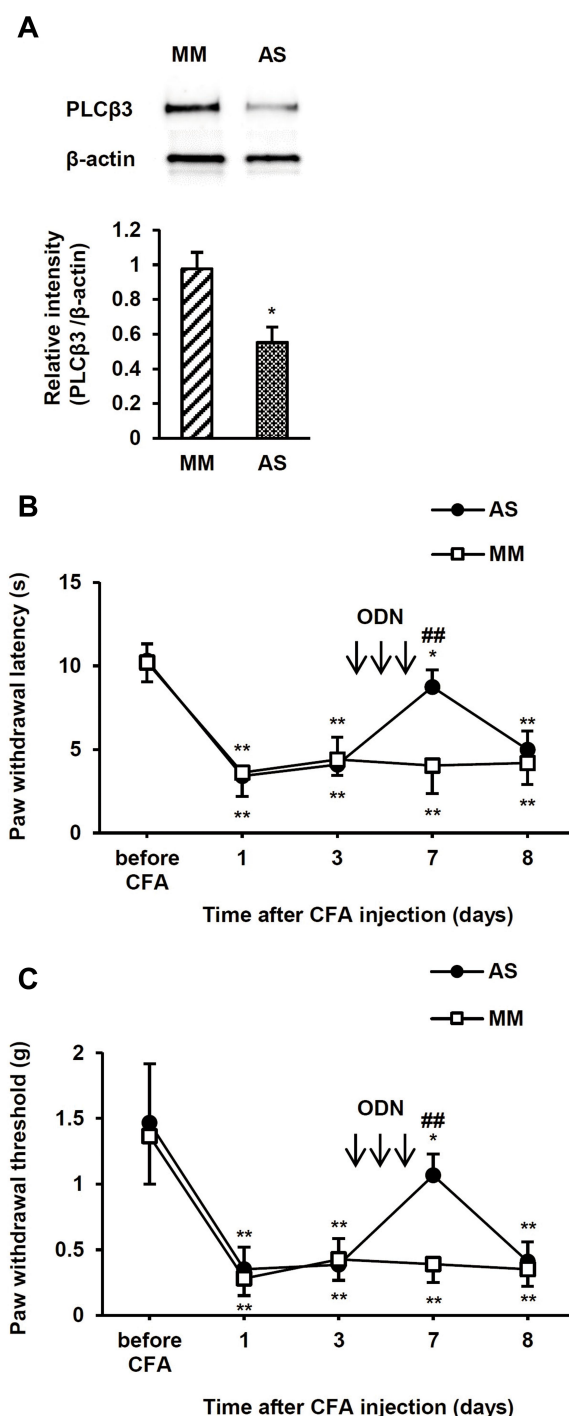 A
MM AS
PLCβ3
β-actin
Relative intensity
(PLCβ3 /β-actin)
1.2
1
0.8
0.6
0.4
0.2
0
*
MM AS
B
AS
MM
Paw withdrawal latency (s)
15
10
5
0
ODN
##
*
** ** **
** ** ** **
before
CFA
1 3 7 8
Time after CFA injection (days)
C
AS
MM
Paw withdrawal threshold (g)
2
1.5
1
0.5
0
ODN
##
*
** ** **
** ** ** **
before
CFA
1 3 7 8
Time after CFA injection (days)